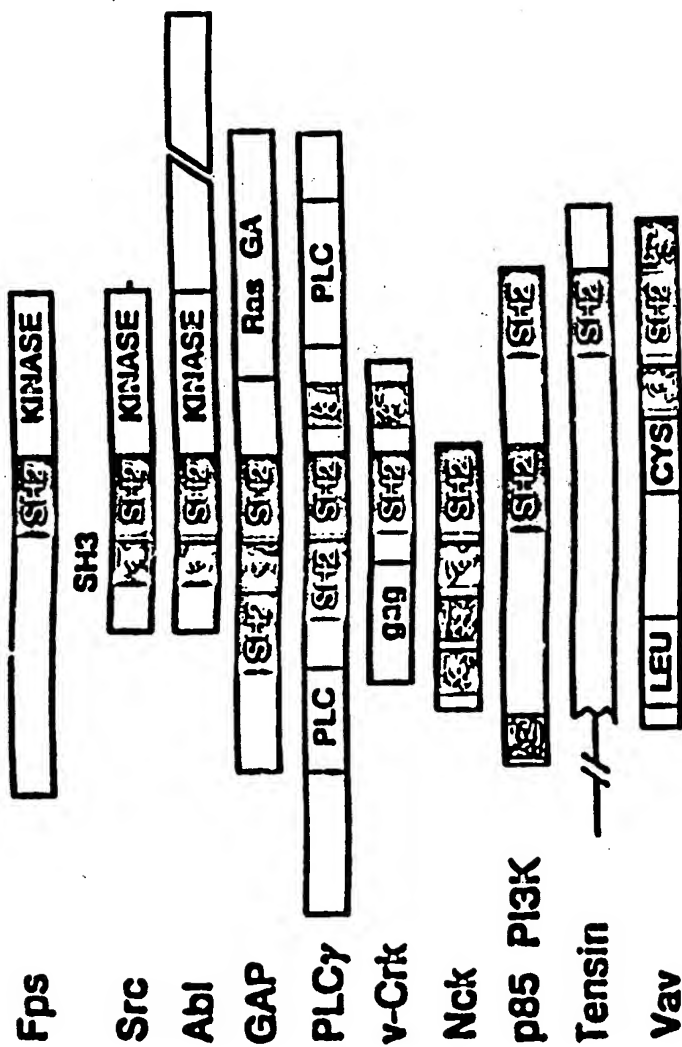 Fps SH2 KINASE
SH3
Src SH2 KINASE
Abl SH2 KINASE
GAP SH2 SH2 Ras GA
PLCγ PLC SH2 SH2 PLC
v-Crk gag SH2
Nck SH2
p85 PI3K SH2 SH2
Tensin SH2
Vav LEU CYS SH2